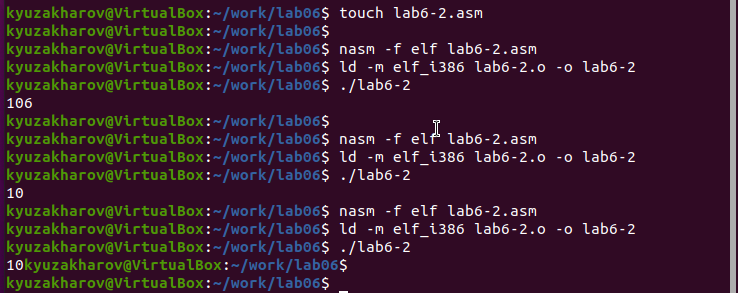 kyuzakharov@VirtualBox:~/work/lab06$ touch lab6-2.asm
kyuzakharov@VirtualBox:~/work/lab06$
kyuzakharov@VirtualBox:~/work/lab06$ nasm -f elf lab6-2.asm
kyuzakharov@VirtualBox:~/work/lab06$ ld -m elf_i386 lab6-2.o -o lab6-2
kyuzakharov@VirtualBox:~/work/lab06$ ./lab6-2
106
kyuzakharov@VirtualBox:~/work/lab06$
kyuzakharov@VirtualBox:~/work/lab06$ nasm -f elf lab6-2.asm
kyuzakharov@VirtualBox:~/work/lab06$ ld -m elf_i386 lab6-2.o -o lab6-2
kyuzakharov@VirtualBox:~/work/lab06$ ./lab6-2
10
kyuzakharov@VirtualBox:~/work/lab06$ nasm -f elf lab6-2.asm
kyuzakharov@VirtualBox:~/work/lab06$ ld -m elf_i386 lab6-2.o -o lab6-2
kyuzakharov@VirtualBox:~/work/lab06$ ./lab6-2
10kyuzakharov@VirtualBox:~/work/lab06$
kyuzakharov@VirtualBox:~/work/lab06$